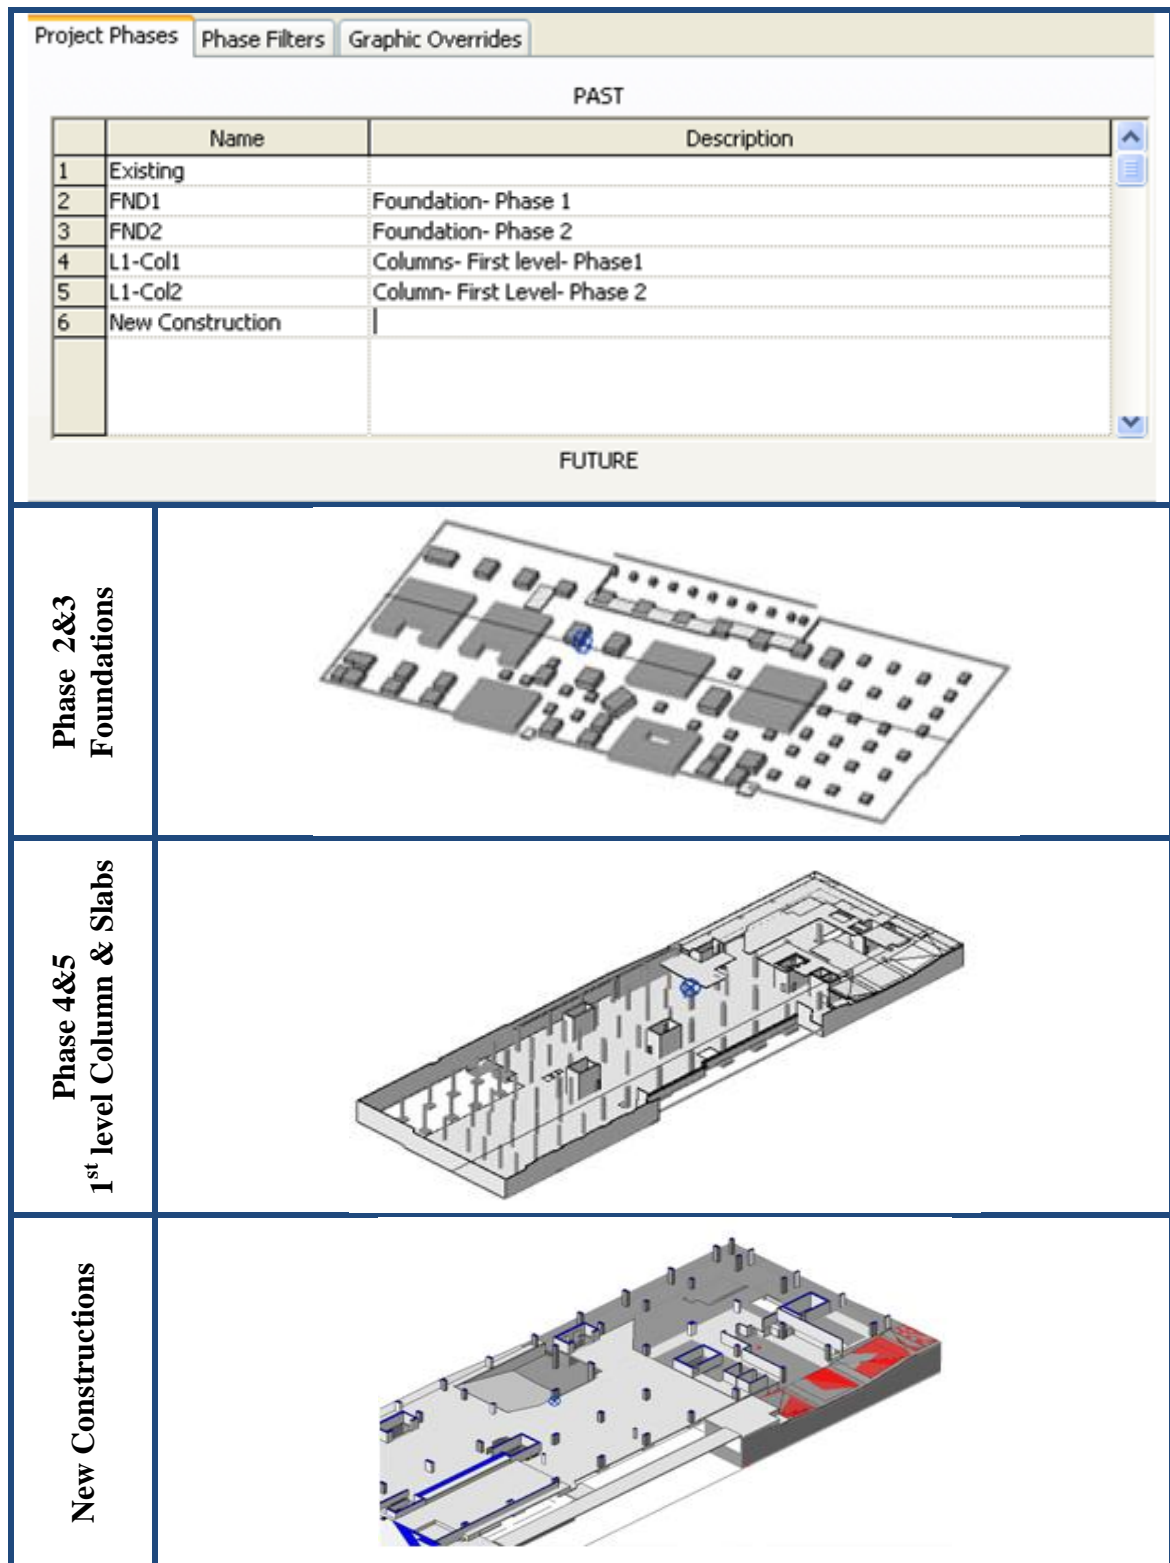 Project Phases Phase Filters Graphic Overrides
PAST
Name Description
1 Existing
2 FND1 Foundation- Phase 1
3 FND2 Foundation- Phase 2
4 L1-Col1 Columns- First level- Phase1
5 L1-Col2 Column- First Level- Phase 2
6 New Construction
FUTURE
Phase 2&3
Foundations
Phase 4&5
1st level Column & Slabs
New Constructions